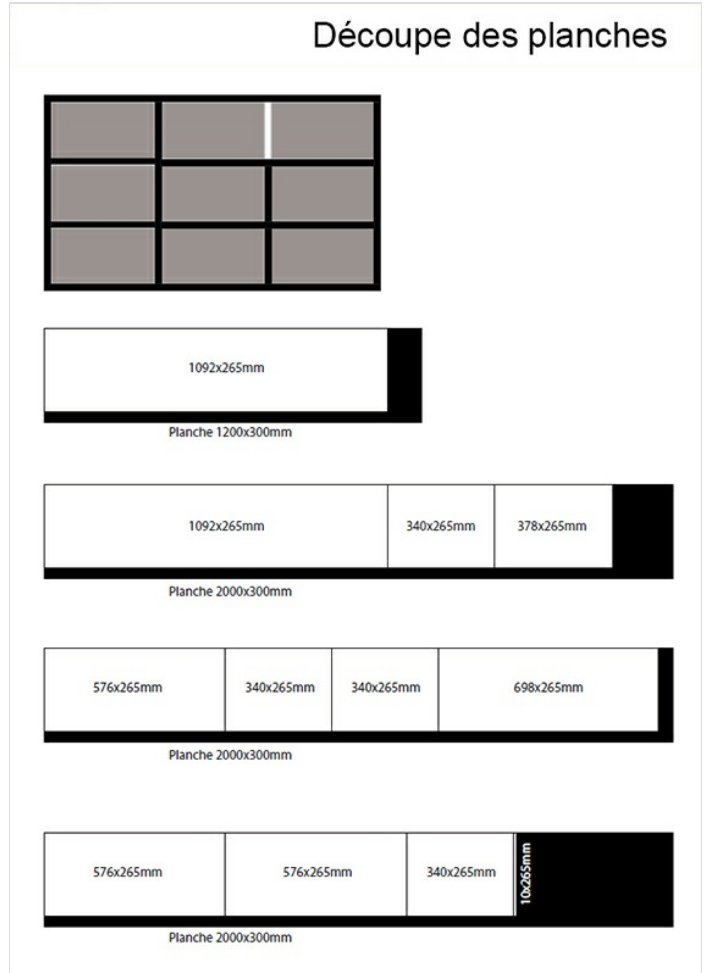 Découpe des planches
1092x265mm
Planche 1200x300mm
1092x265mm 340x265mm 378x265mm
Planche 2000x300mm
576x265mm 340x265mm 340x265mm 698x265mm
Planche 2000x300mm
576x265mm 576x265mm 340x265mm 10x265mm
Planche 2000x300mm